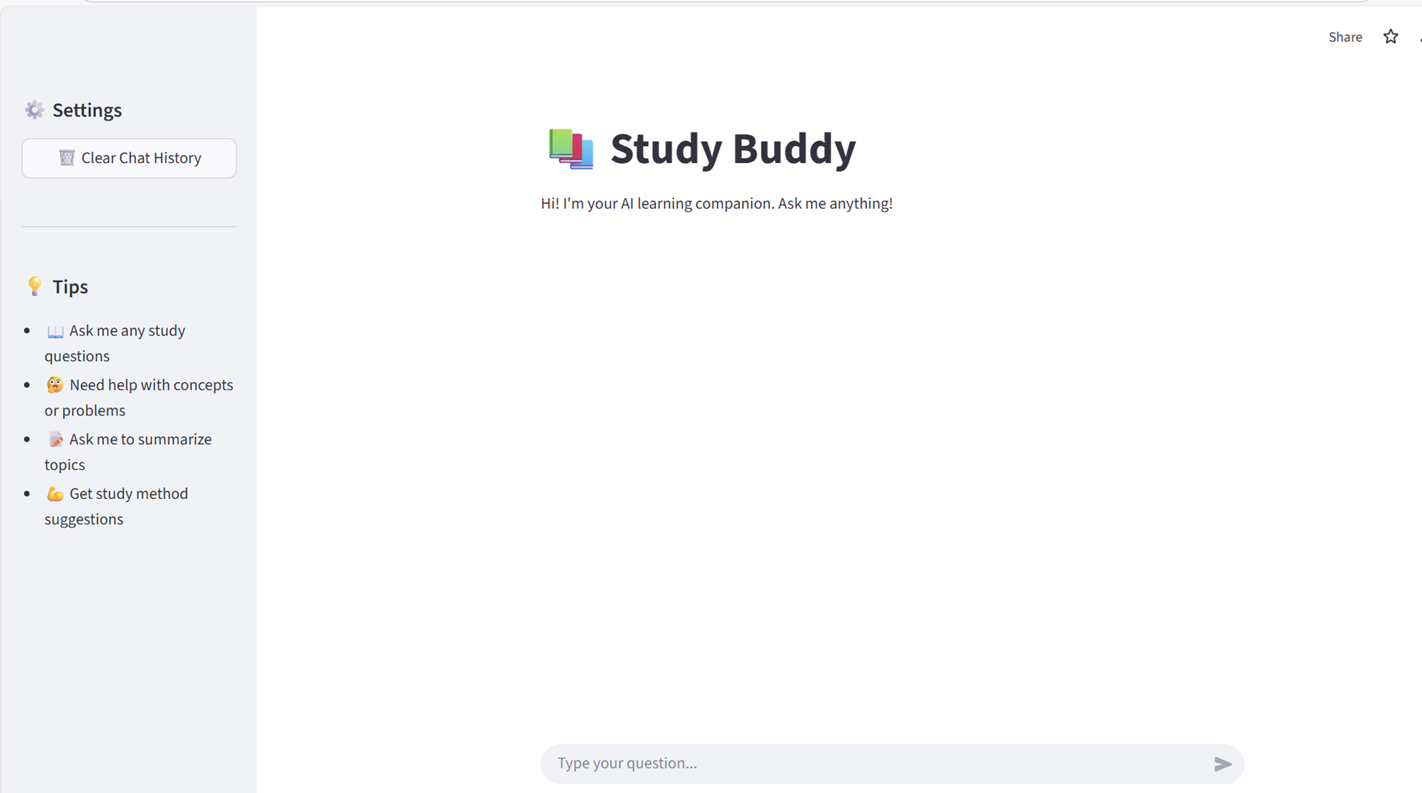 Share
Settings
Clear Chat History
Tips
Ask me any study
questions
Need help with concepts
or problems
Ask me to summarize
topics
Get study method
suggestions
Study Buddy
Hi! I'm your AI learning companion. Ask me anything!
Type your question...